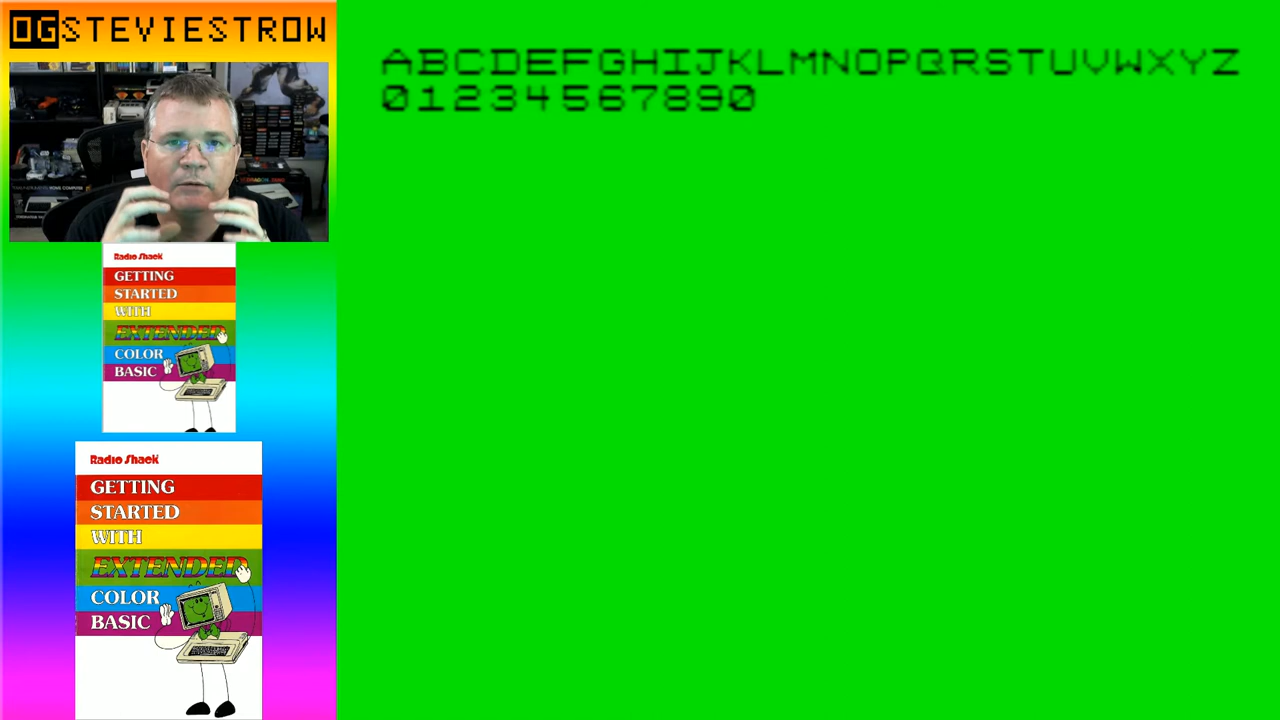 OGSTEVIESTROW
ABCDEFGHIJKLMNOPQRSTUVWXYZ
01234567890
Radio Shack
GETTING
STARTED
WITH
EXTENDED
COLOR
BASIC
Radio Shack
GETTING
STARTED
WITH
EXTENDED
COLOR
BASIC